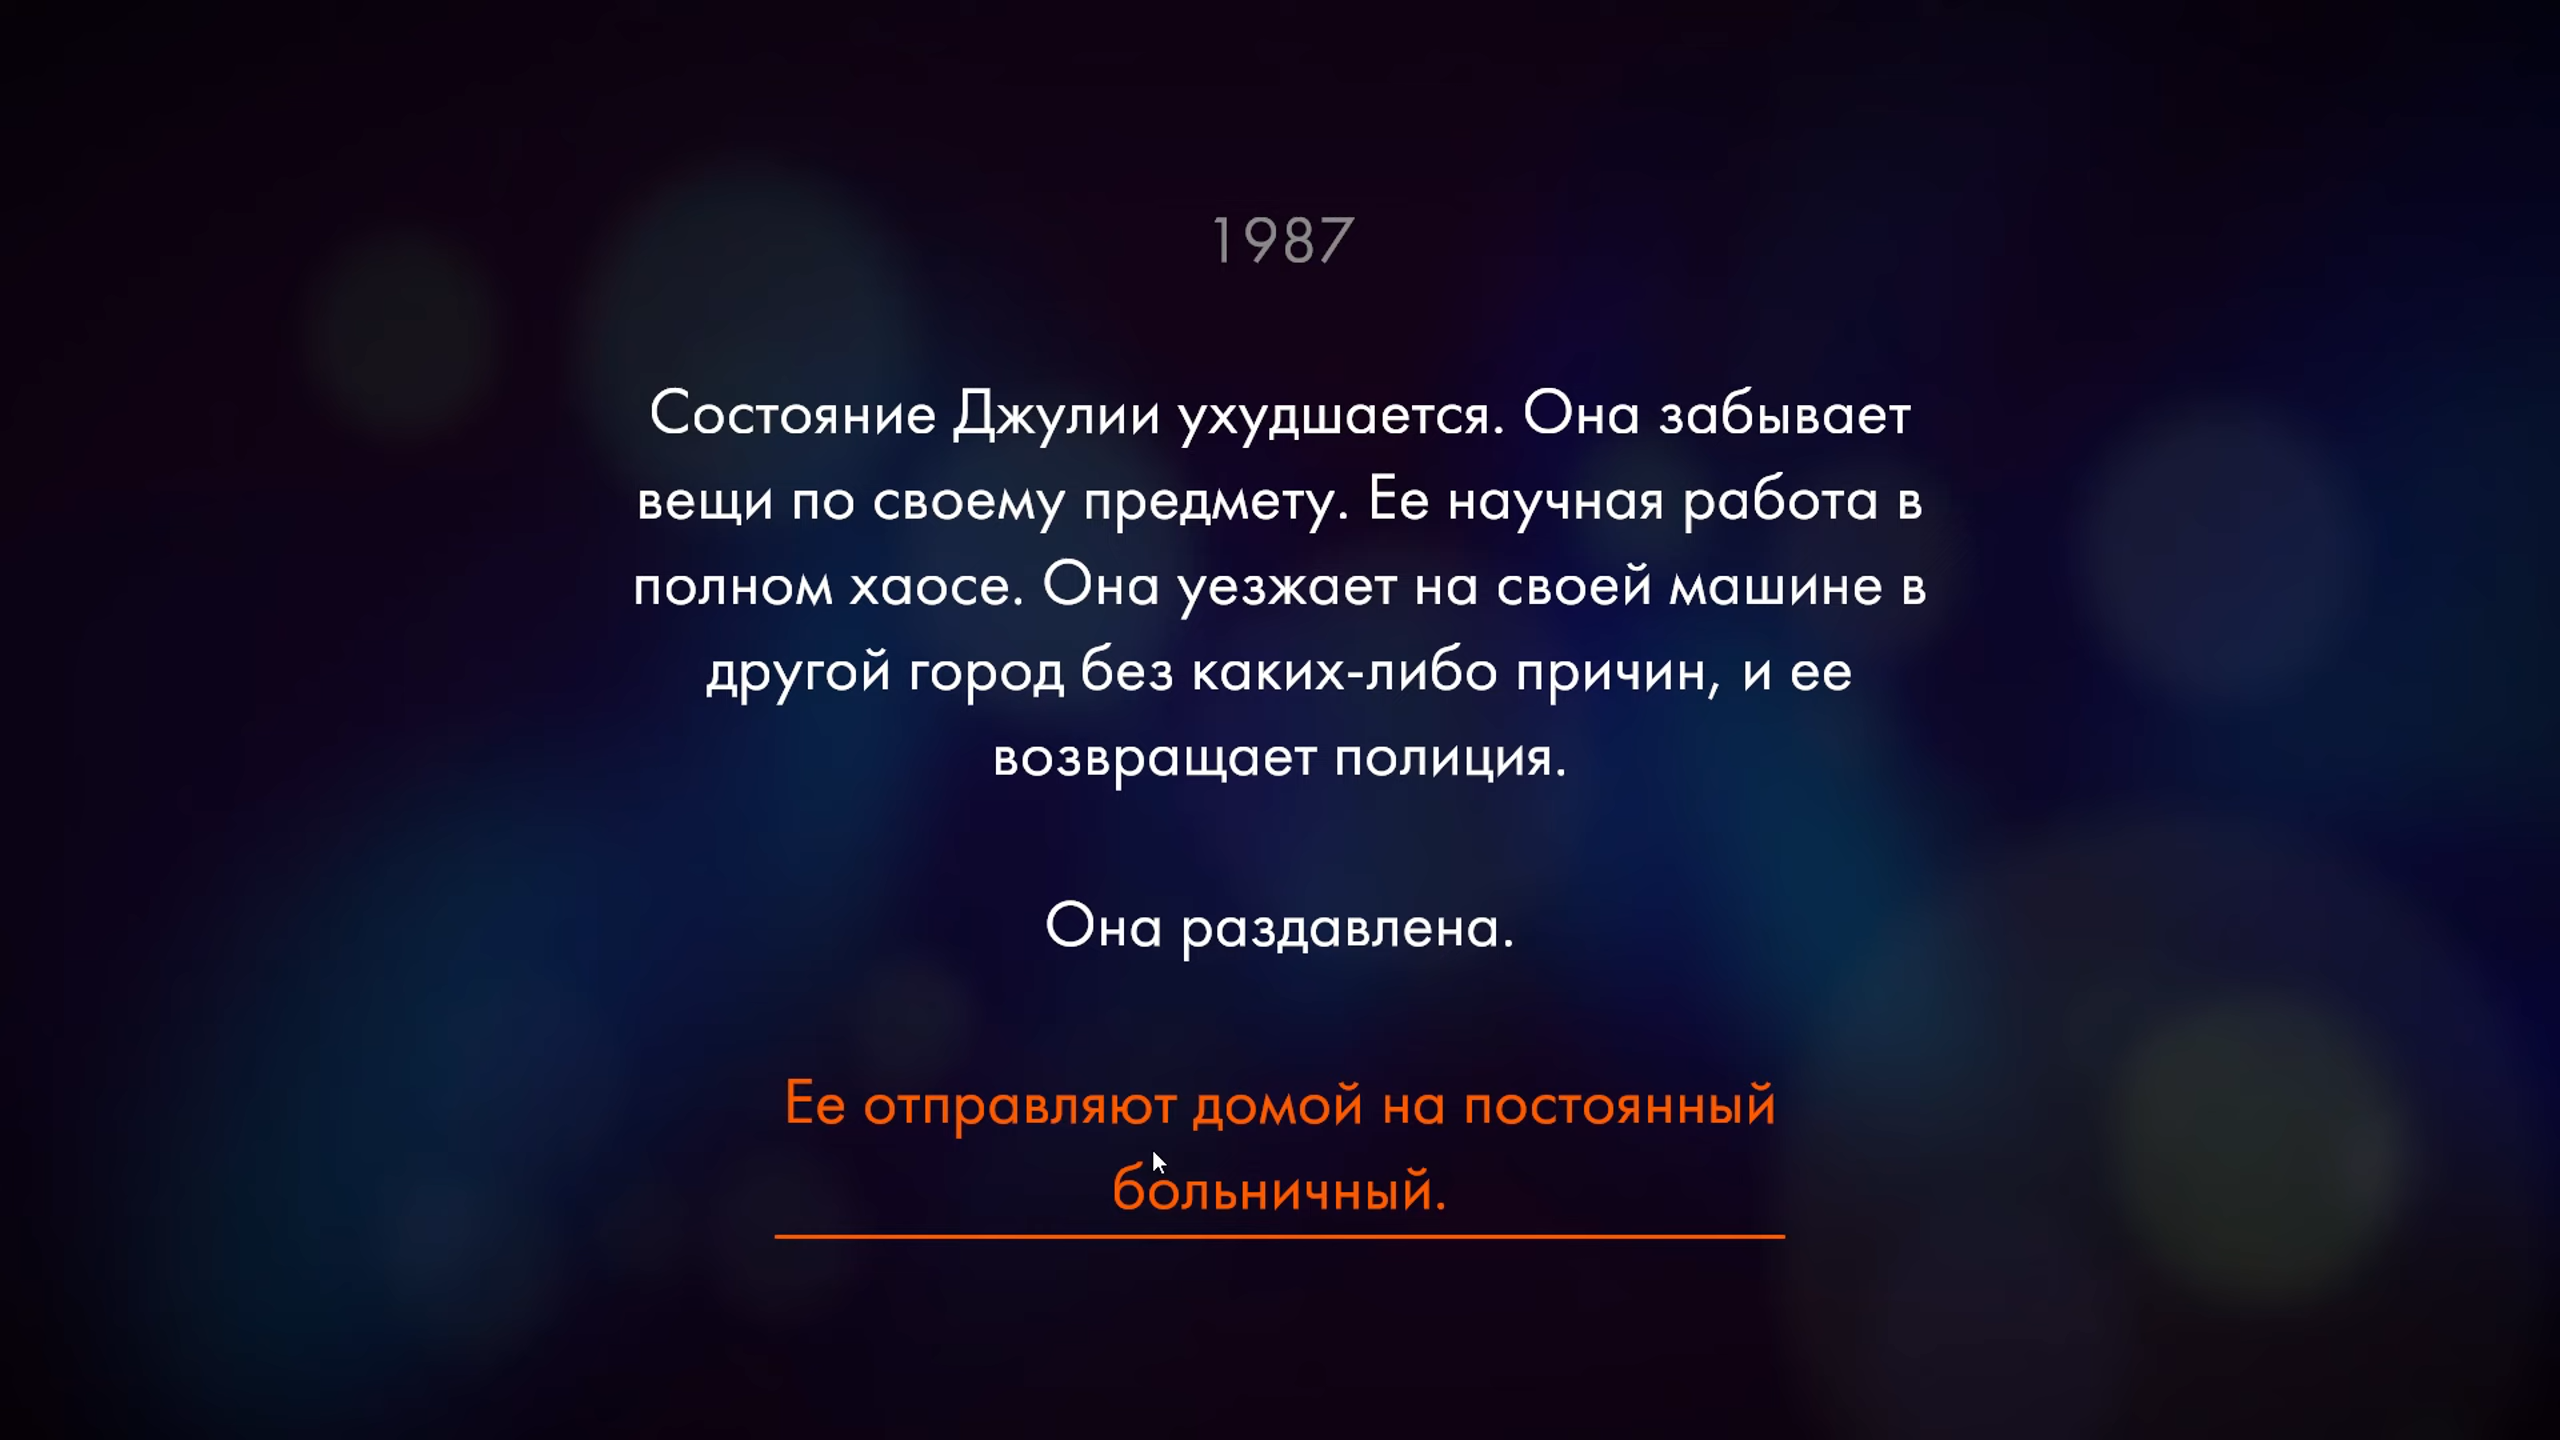 1987
Состояние Джулии ухудшается. Она забывает
вещи по своему предмету. Ее научная работа в
полном хаосе. Она уезжает на своей машине в
другой город без каких-либо причин, и ее
возвращает полиция.
Она раздавлена.
Ее отправляют домой на постоянный
больничный.